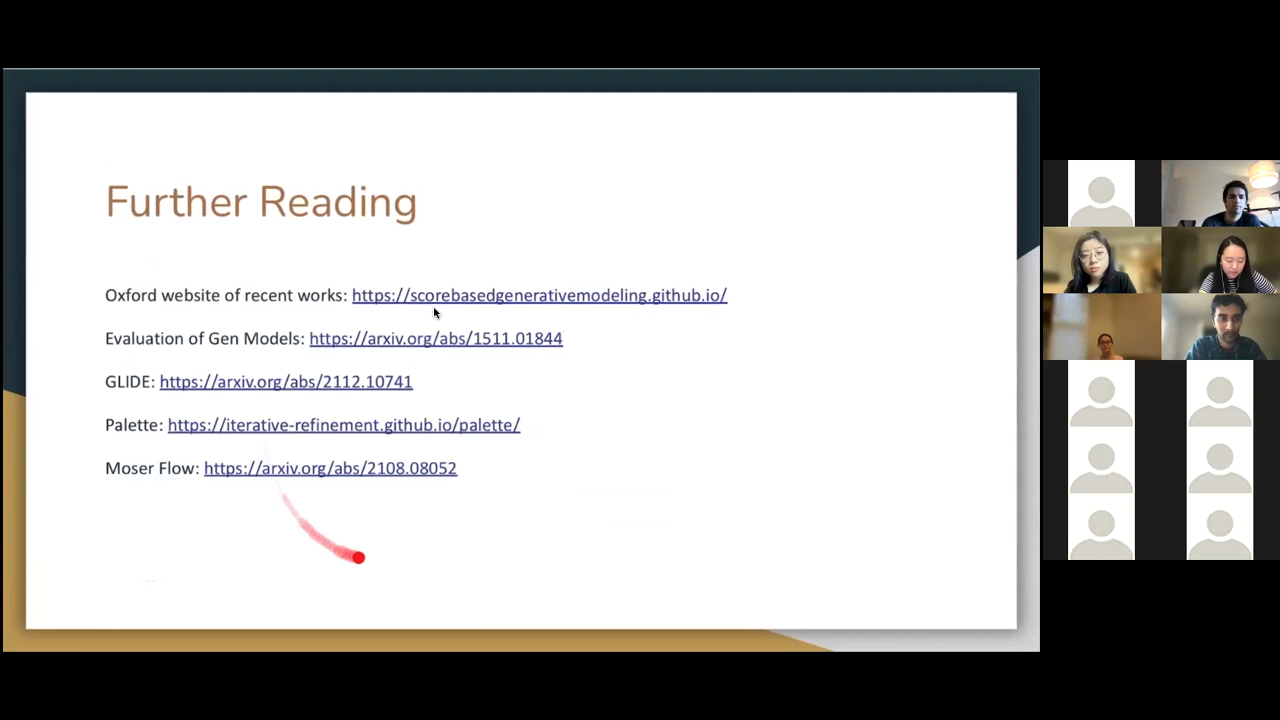 Further Reading
Oxford website of recent works: https://scorebasedgenerativemodeling.github.io/
Evaluation of Gen Models: https://arxiv.org/abs/1511.01844
GLIDE: https://arxiv.org/abs/2112.10741
Palette: https://iterative-refinement.github.io/palette/
Moser Flow: https://arxiv.org/abs/2108.08052